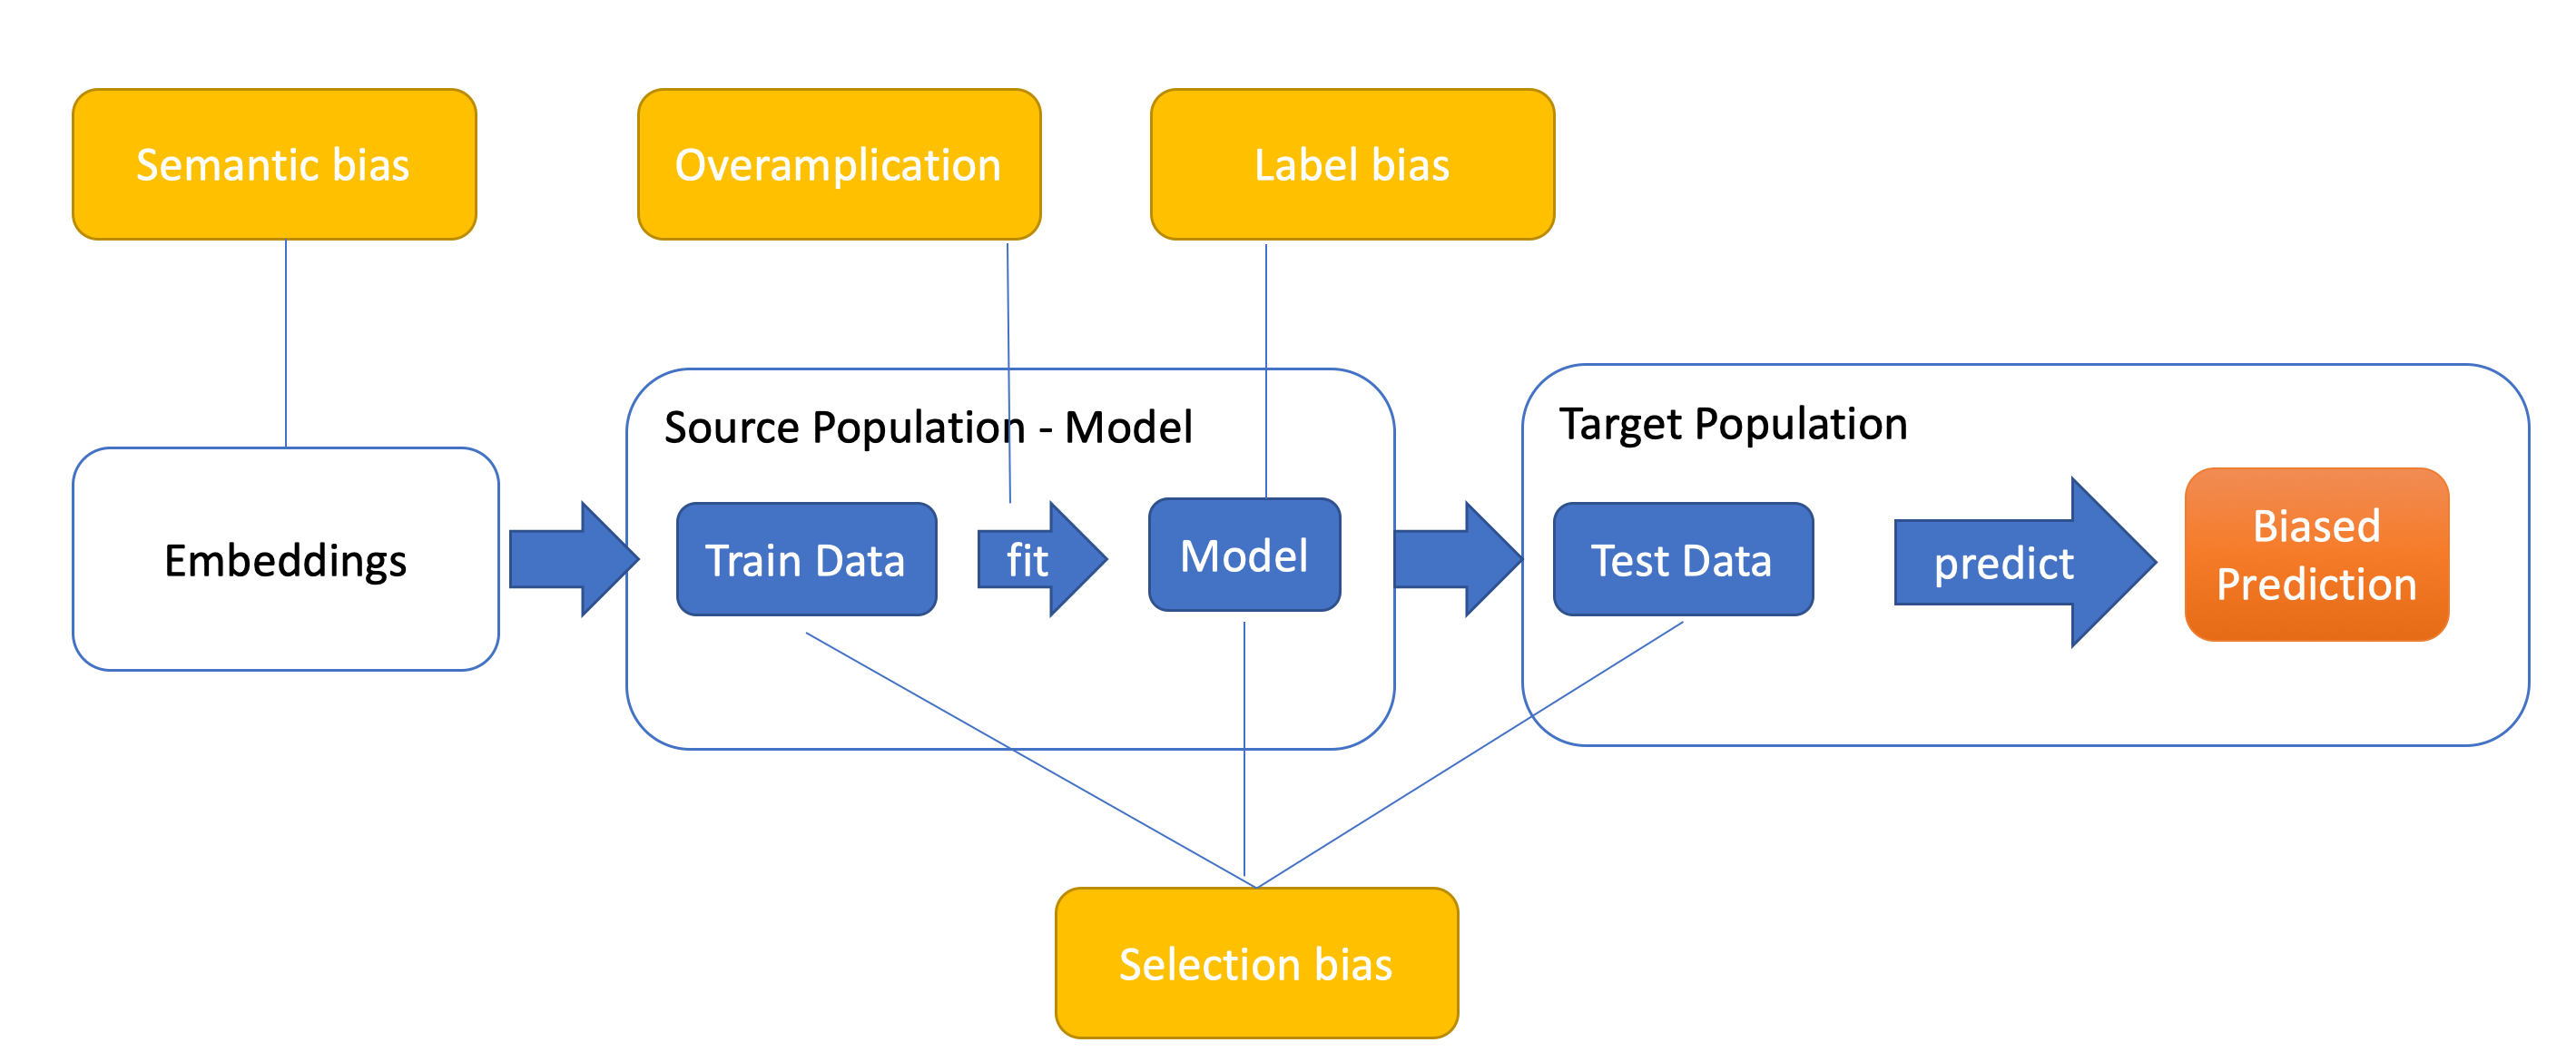 Semantic bias
Overamplication
Label bias
Source Population - Model
Target Population
Embeddings
Train Data
fit
Model
Test Data
predict
Biased
Prediction
Selection bias